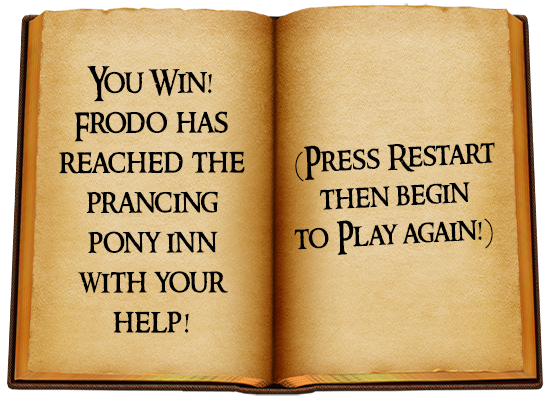 You Win!
Frodo has
reached the
prancing
pony inn
with your
help!
(Press Restart
then begin
to Play again!)